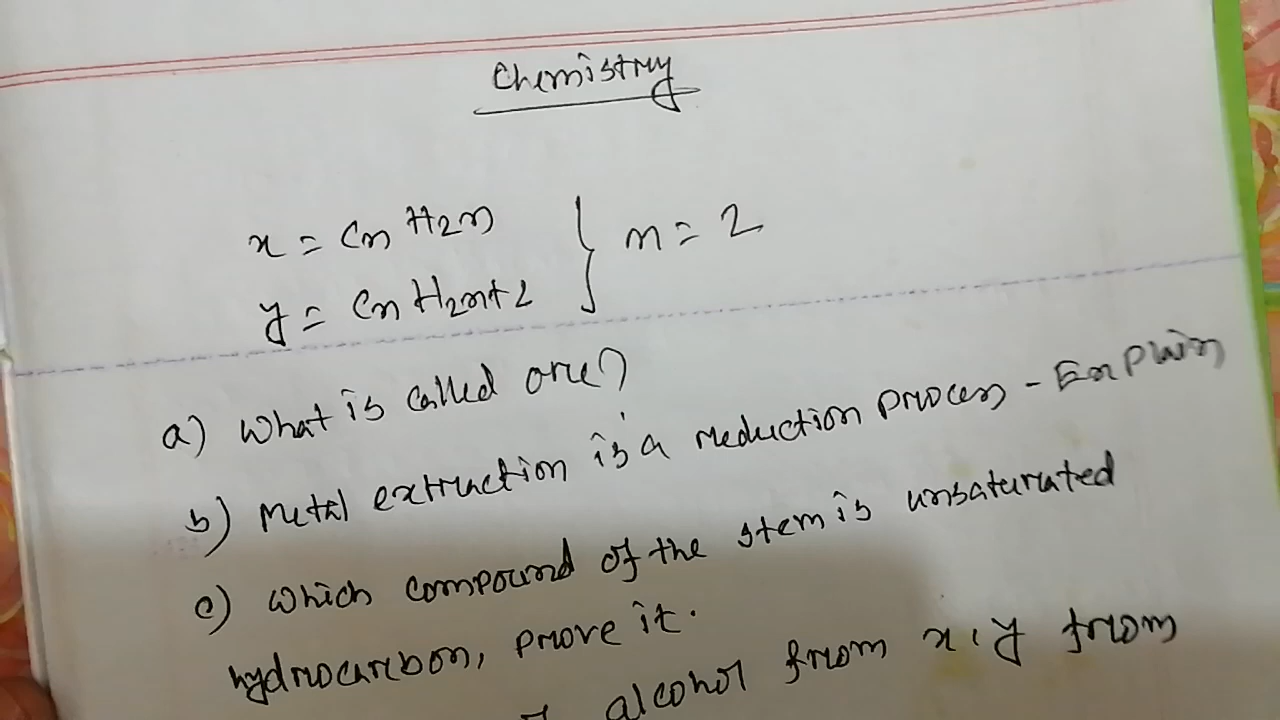 Chemistry
x = CnH2n
y = CnH2n+2 } n = 2
a) What is called ore?
b) Metal extraction is a reduction process - Explain
c) Which compound of the stem is unsaturated
hydrocarbon, prove it.
alcohol from x, y from